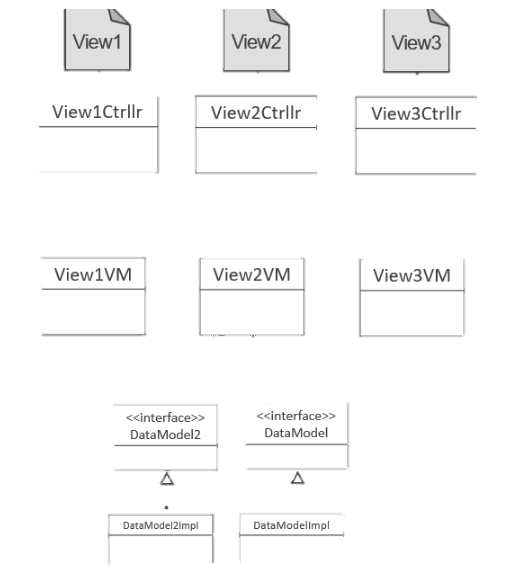 View1
View2
View3
View1Ctrllr
View2Ctrllr
View3Ctrllr
View1VM
View2VM
View3VM
<<interface>>
DataModel2
<<interface>>
DataModel
DataModel2Impl
DataModelImpl